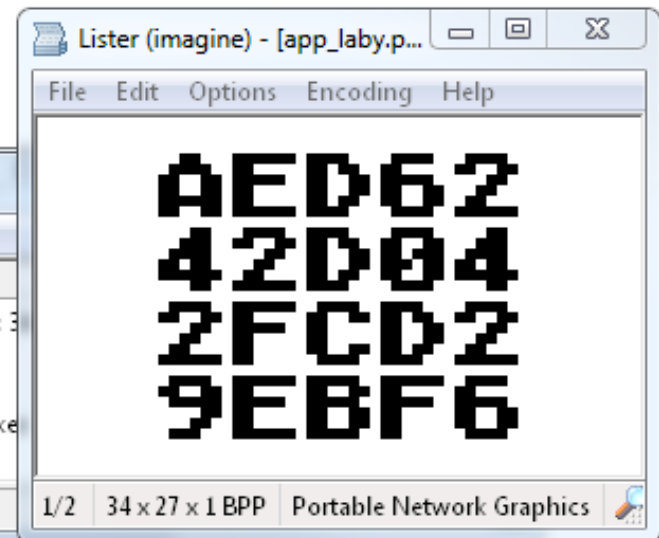 Lister (imagine) - [app_laby.p...
File Edit Options Encoding Help
AED62
42D04
2FCD2
9EBF6
1/2 34 x 27 x 1 BPP Portable Network Graphics